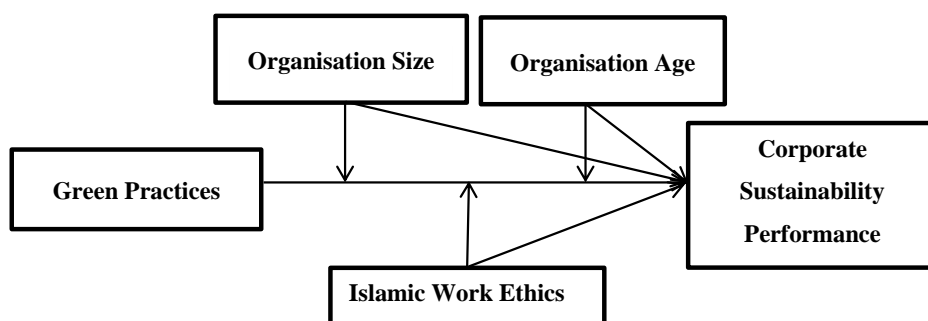 Organisation Size
Organisation Age
Green Practices
Corporate
Sustainability
Performance
Islamic Work Ethics